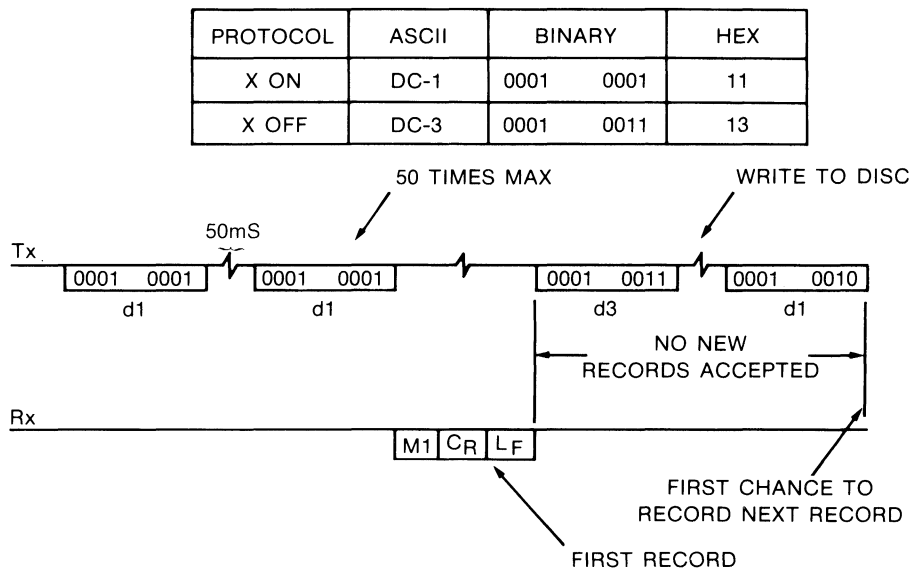 PROTOCOL ASCII BINARY HEX
X ON DC-1 0001 0001 11
X OFF DC-3 0001 0011 13
50 TIMES MAX
WRITE TO DISC
50mS
Tx
0001 0001
d1
0001 0001
d1
0001 0011
d3
0001 0010
d1
NO NEW
RECORDS ACCEPTED
Rx
M1 CR LF
FIRST CHANCE TO
RECORD NEXT RECORD
FIRST RECORD